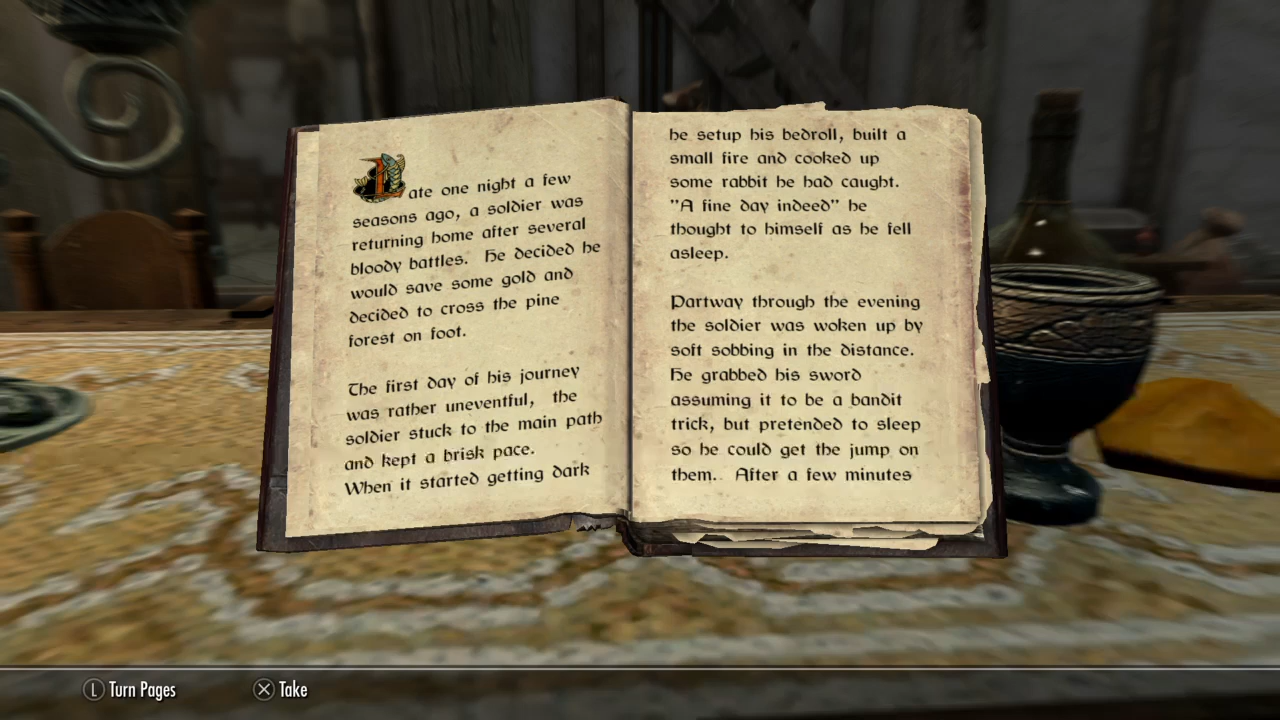 Late one night a few
seasons ago, a soldier was
returning home after several
bloody battles. He decided he
would save some gold and
decided to cross the pine
forest on foot.
The first day of his journey
was rather uneventful, the
soldier stuck to the main path
and kept a brisk pace.
When it started getting dark
he setup his bedroll, built a
small fire and cooked up
some rabbit he had caught.
"A fine day indeed" he
thought to himself as he fell
asleep.
Partway through the evening
the soldier was woken up by
soft sobbing in the distance.
He grabbed his sword
assuming it to be a bandit
trick, but pretended to sleep
so he could get the jump on
them. After a few minutes
L Turn Pages
X Take